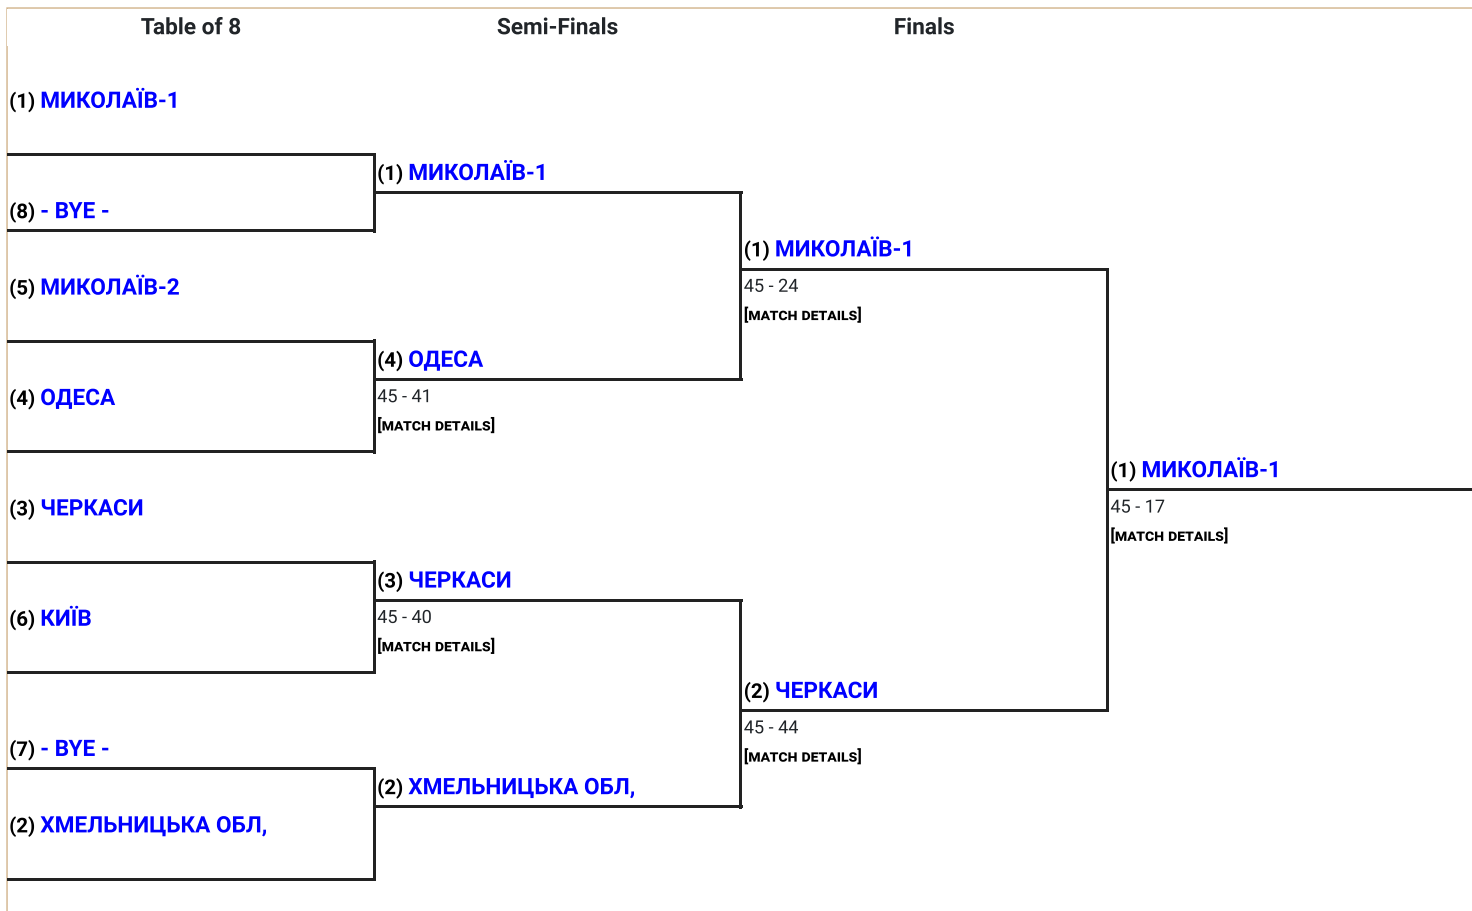 Table of 8
Semi-Finals
Finals
(1) МИКОЛАЇВ-1
(8) - BYE -
(5) МИКОЛАЇВ-2
(4) ОДЕСА
(3) ЧЕРКАСИ
(6) КИЇВ
(7) - BYE -
(2) ХМЕЛЬНИЦЬКА ОБЛ,
(1) МИКОЛАЇВ-1
(4) ОДЕСА
45 - 41
[MATCH DETAILS]
(3) ЧЕРКАСИ
45 - 40
[MATCH DETAILS]
(2) ХМЕЛЬНИЦЬКА ОБЛ,
(1) МИКОЛАЇВ-1
45 - 24
[MATCH DETAILS]
(2) ЧЕРКАСИ
45 - 44
[MATCH DETAILS]
(1) МИКОЛАЇВ-1
45 - 17
[MATCH DETAILS]